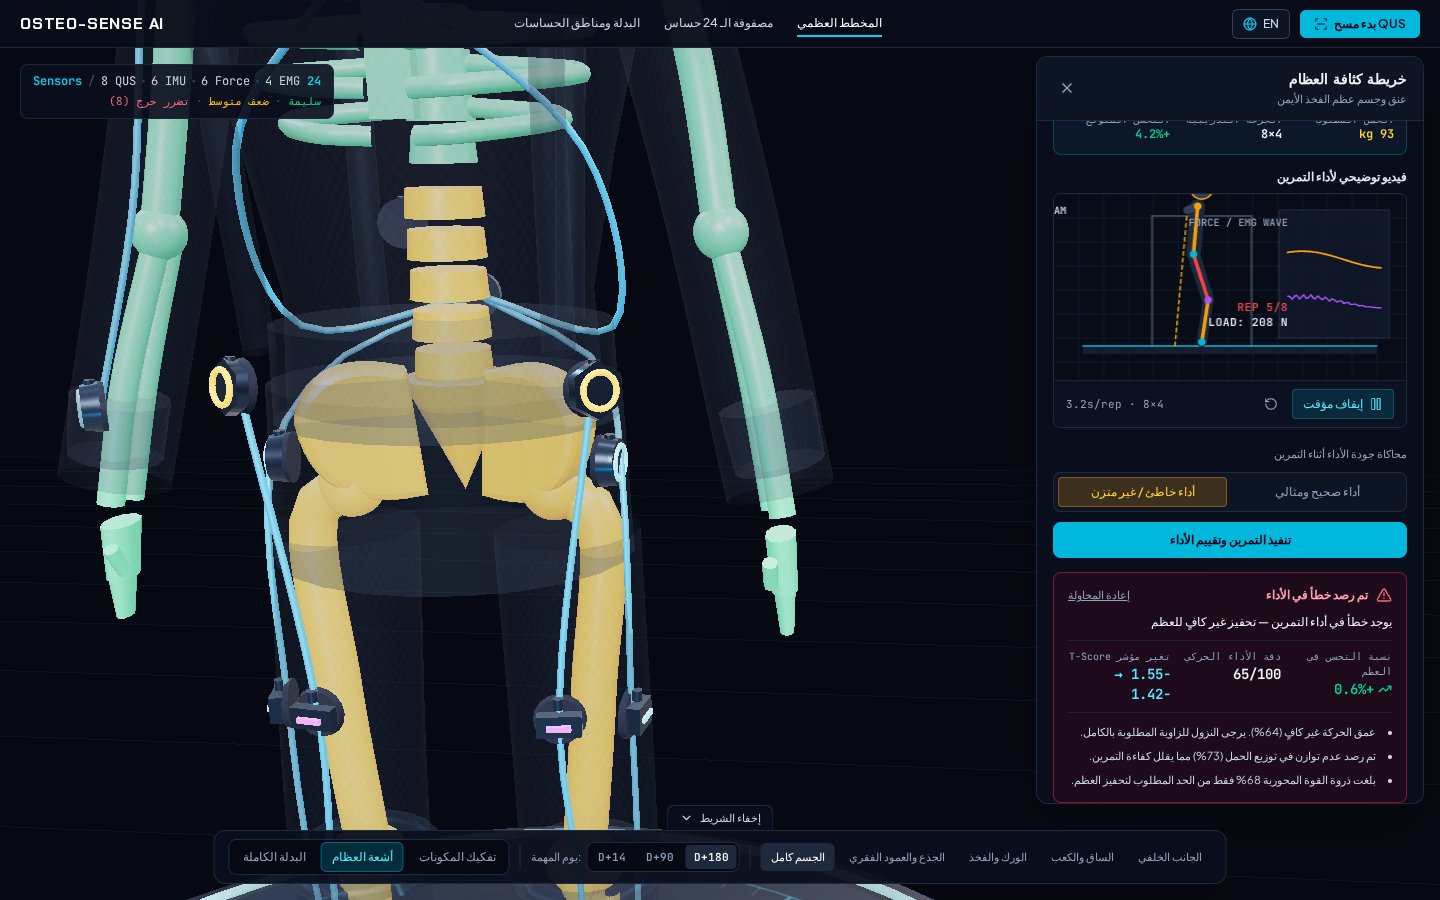 OSTEO-SENSE AI
المخطط العظمي
مصفوفة الـ 24 حساس
البدلة ومناطق الحساسات
EN
بدء مسح QUS
Sensors / 8 QUS · 6 IMU · 6 Force · 4 EMG 24
سليمة · ضعف متوسط · تضرر حرج (8)
خريطة كثافة العظام
عنق وجسم عظم الفخذ الأيمن
kg 93
8×4
4.2%+
فيديو توضيحي لأداء التمرين
AM
FORCE / EMG WAVE
REP 5/8
LOAD: 208 N
إيقاف مؤقت
3.2s/rep · 8×4
محاكاة جودة الأداء أثناء التمرين
أداء صحيح ومثالي
أداء خاطئ / غير متزن
تنفيذ التمرين وتقييم الأداء
تم رصد خطأ في الأداء
إعادة المحاولة
يوجد خطأ في أداء التمرين — تحفيز غير كافٍ للعظم
نسبة التحسن في العظم
0.6%+
دقة الأداء الحركي
65/100
تغير مؤشر T-Score
→ 1.55-
1.42-
عمق الحركة غير كافٍ (64%). يرجى النزول للزاوية المطلوبة بالكامل.
تم رصد عدم توازن في توزيع الحمل (73%) مما يقلل كفاءة التمرين.
بلغت ذروة القوة المحورية 68% فقط من الحد المطلوب لتحفيز العظم.
إخفاء الشريط
الجانب الخلفي
الساق والكعب
الورك والفخذ
الجذع والعمود الفقري
الجسم كامل
D+180
D+90
D+14
يوم المهمة:
تفكيك المكونات
أشعة العظام
البدلة الكاملة